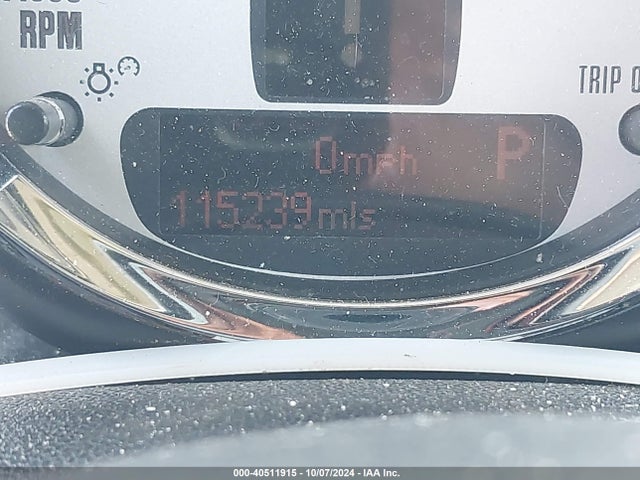 RPM
TRIP
0mph P
115239mls
000-40511915 - 10/07/2024 - IAA Inc.